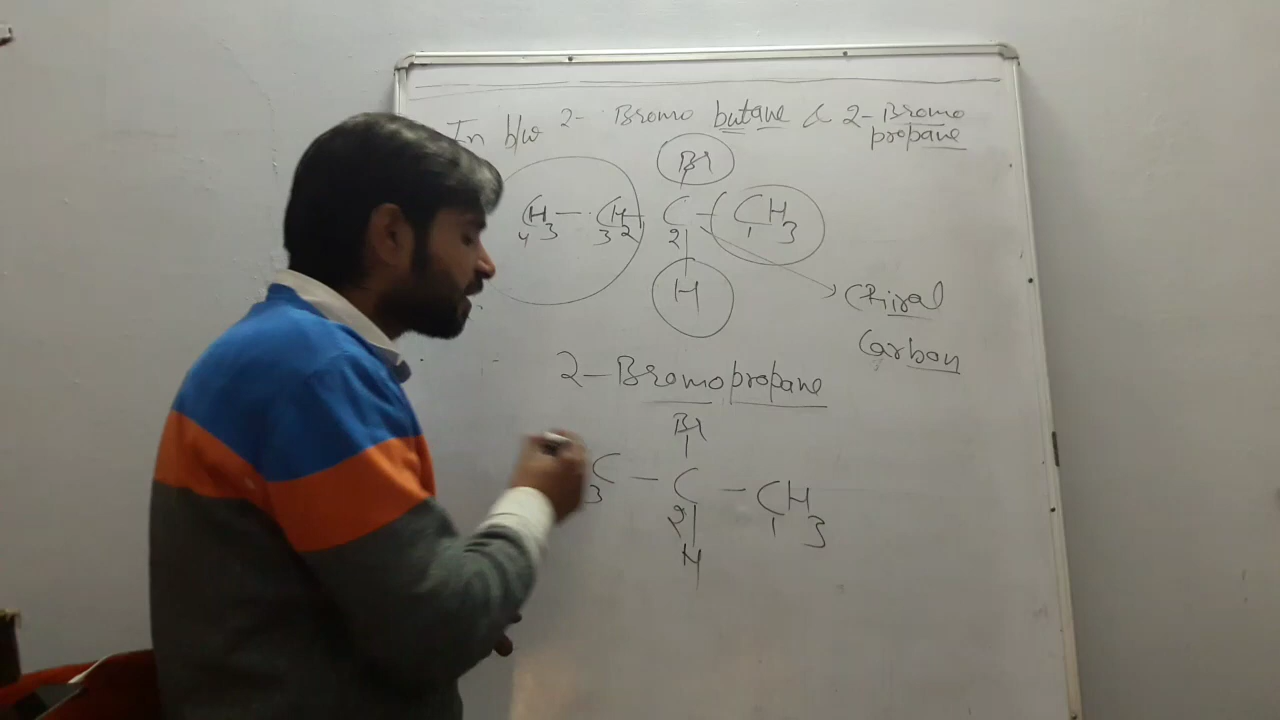 In b/w 2- Bromo butane & 2-Bromo
propane
Br
CH3 - CH2 - C - CH3
4 3 2 1
H
Chiral
Carbon
2-Bromopropane
Br
C - C - CH3
3 2 1
H